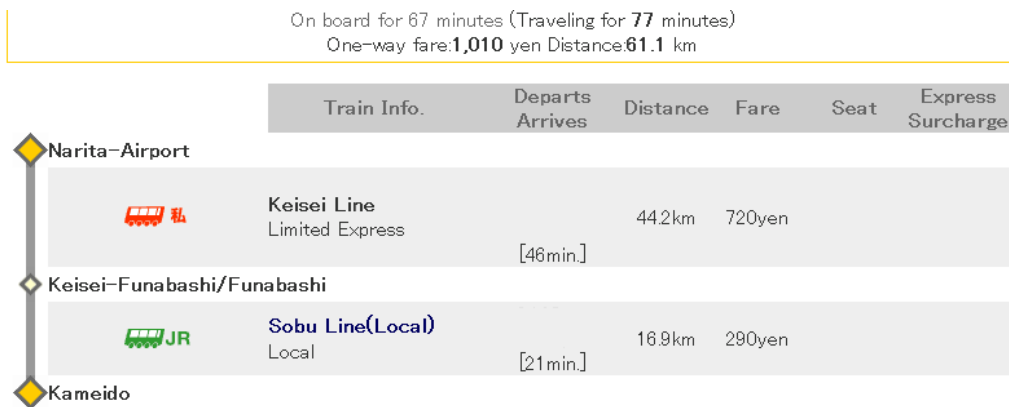 On board for 67 minutes (Traveling for 77 minutes)
One-way fare:1,010 yen Distance:61.1 km
Train Info. Departs Arrives Distance Fare Seat Express Surcharge
Narita-Airport
私 Keisei Line
Limited Express
44.2km 720yen
[46min.]
Keisei-Funabashi/Funabashi
JR Sobu Line(Local)
Local
16.9km 290yen
[21min.]
Kameido